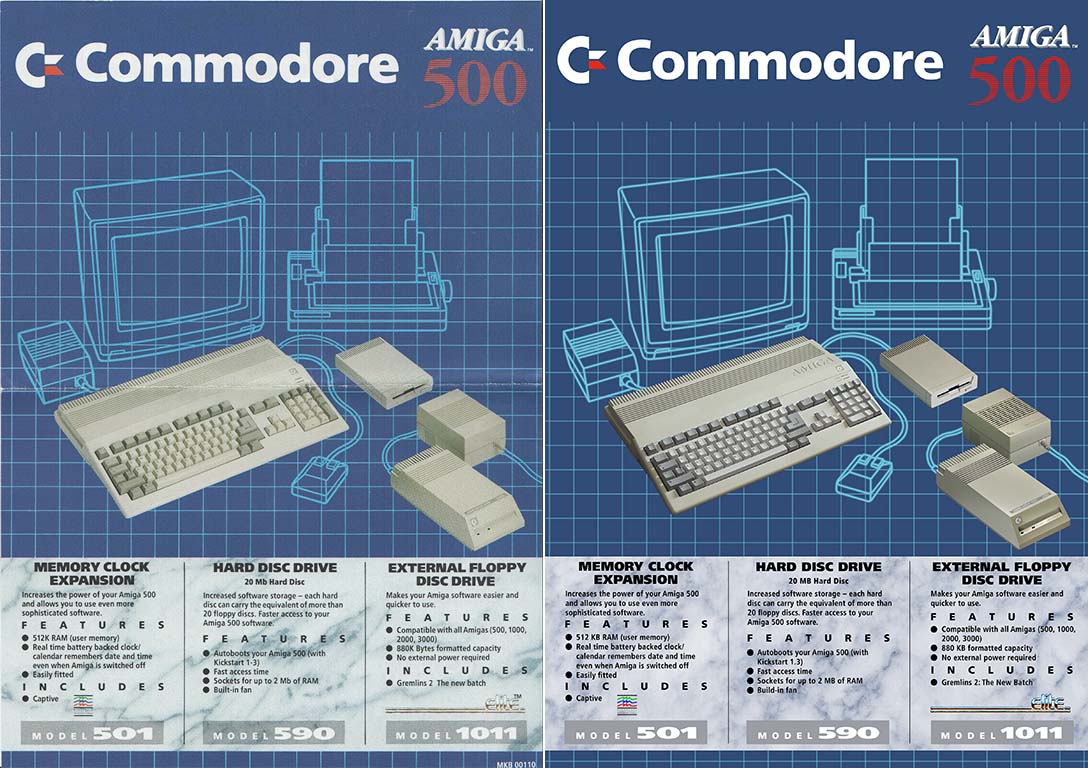 Commodore
AMIGA™
500
MEMORY CLOCK
EXPANSION
Increases the power of your Amiga 500
and allows you to use even more
sophisticated software.
FEATURES
● 512K RAM (user memory)
● Real time battery backed clock/
calendar remembers date and time
even when Amiga is switched off
● Easily fitted
INCLUDES
● Captive
MODEL 501
HARD DISC DRIVE
20 Mb Hard Disc
Increased software storage – each hard
disc can carry the equivalent of more than
20 floppy discs. Faster access to your
Amiga 500 software.
FEATURES
● Autoboots your Amiga 500 (with
Kickstart 1-3)
● Fast access time
● Sockets for up to 2 Mb of RAM
● Built-in fan
MODEL 590
EXTERNAL FLOPPY
DISC DRIVE
Makes your Amiga software easier and
quicker to use.
FEATURES
● Compatible with all Amigas (500, 1000,
2000, 3000)
● 880K Bytes formatted capacity
● No external power required
INCLUDES
● Gremlins 2 The new batch
elite™
MODEL 1011
MKB 00110
Commodore
AMIGA™
500
AMIGA
MEMORY CLOCK
EXPANSION
Increases the power of your Amiga 500
and allows you to use even more
sophisticated software.
FEATURES
● 512 KB RAM (user memory)
● Real time battery backed clock/
calendar remembers date and time
even when Amiga is switched off
● Easily fitted
INCLUDES
● Captive
MODEL 501
HARD DISC DRIVE
20 MB Hard Disc
Increased software storage – each hard
disc can carry the equivalent of more than
20 floppy discs. Faster access to your
Amiga 500 software.
FEATURES
● Autoboots your Amiga 500 (with
Kickstart 1.3)
● Fast access time
● Sockets for up to 2 MB of RAM
● Build-in fan
MODEL 590
EXTERNAL FLOPPY
DISC DRIVE
Makes your Amiga software easier and
quicker to use.
FEATURES
● Compatible with all Amigas (500, 1000,
2000, 3000)
● 880 KB formatted capacity
● No external power required
INCLUDES
● Gremlins 2: The New Batch
elite
MODEL 1011